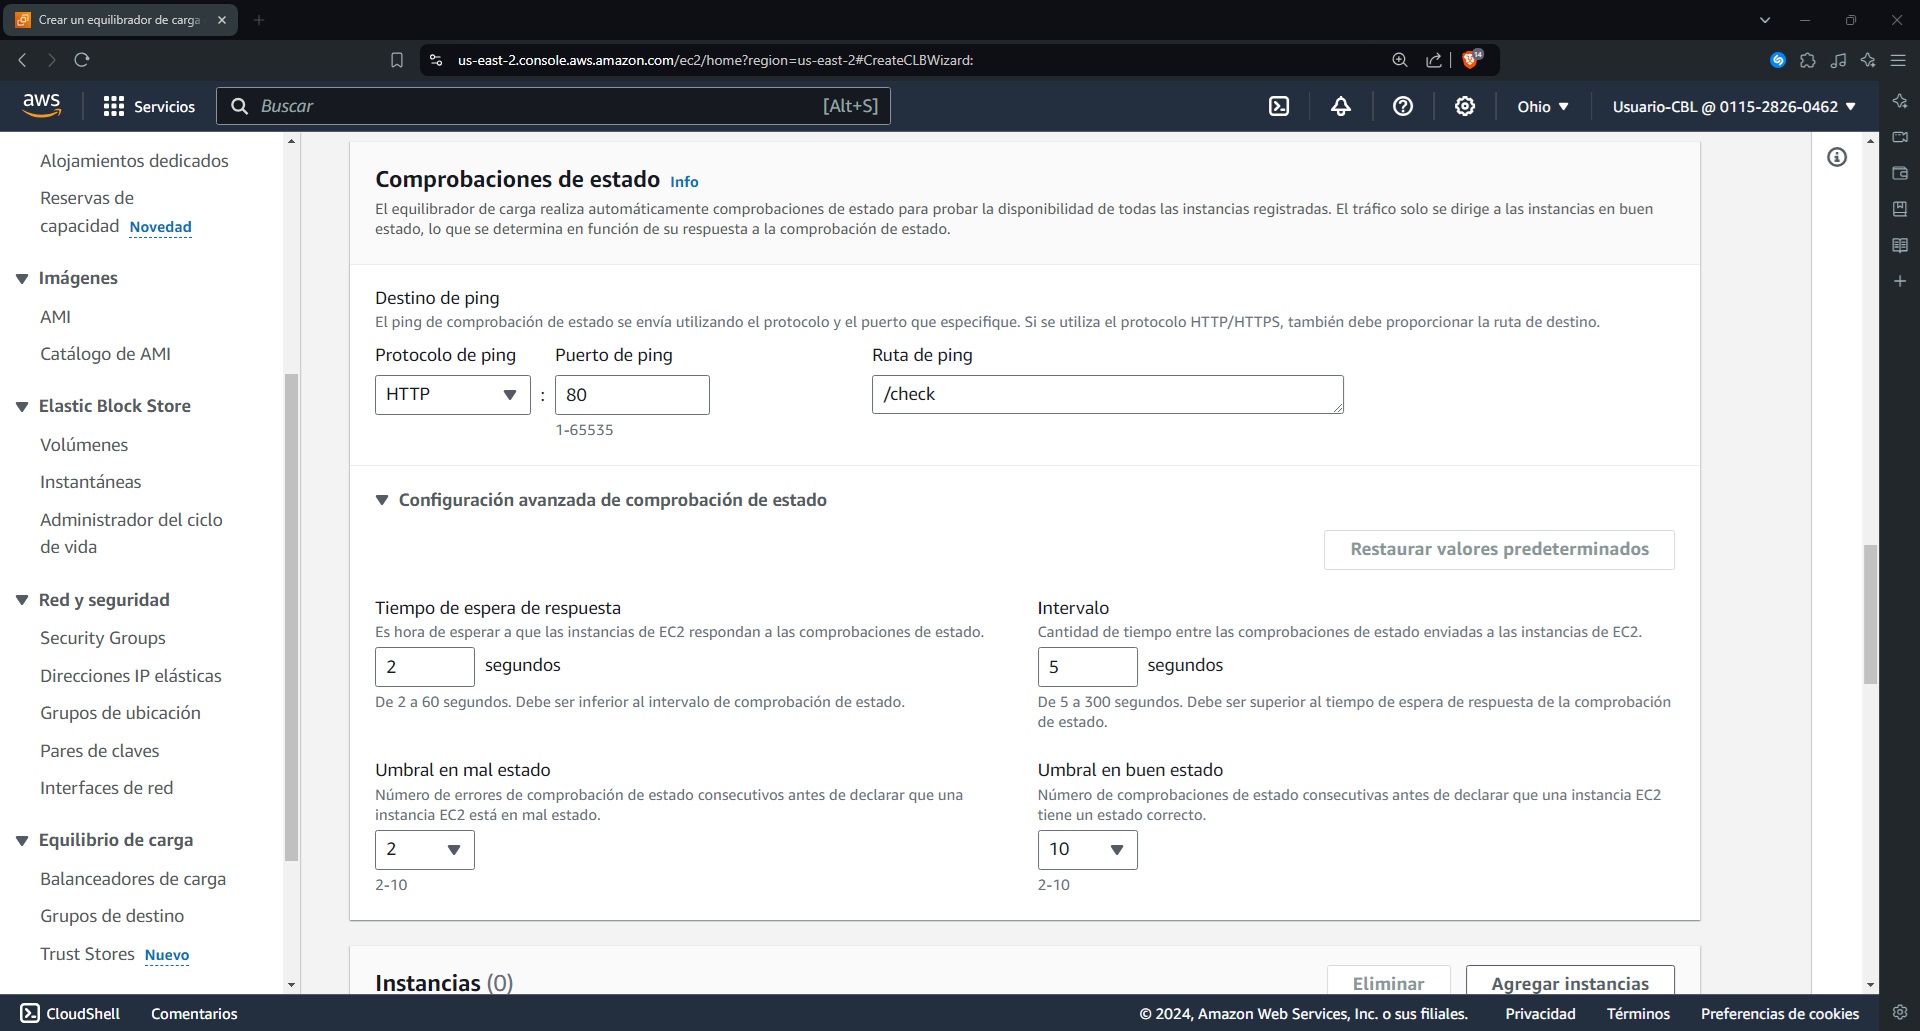 Crear un equilibrador de carga
us-east-2.console.aws.amazon.com/ec2/home?region=us-east-2#CreateCLBWizard:
14
aws
Servicios
Buscar
[Alt+S]
Ohio
Usuario-CBL @ 0115-2826-0462
Alojamientos dedicados
Reservas de
capacidad Novedad
Imágenes
AMI
Catálogo de AMI
Elastic Block Store
Volúmenes
Instantáneas
Administrador del ciclo
de vida
Red y seguridad
Security Groups
Direcciones IP elásticas
Grupos de ubicación
Pares de claves
Interfaces de red
Equilibrio de carga
Balanceadores de carga
Grupos de destino
Trust Stores Nuevo
Comprobaciones de estado Info
El equilibrador de carga realiza automáticamente comprobaciones de estado para probar la disponibilidad de todas las instancias registradas. El tráfico solo se dirige a las instancias en buen
estado, lo que se determina en función de su respuesta a la comprobación de estado.
Destino de ping
El ping de comprobación de estado se envía utilizando el protocolo y el puerto que especifique. Si se utiliza el protocolo HTTP/HTTPS, también debe proporcionar la ruta de destino.
Protocolo de ping
Puerto de ping
Ruta de ping
HTTP
:
80
/check
1-65535
Configuración avanzada de comprobación de estado
Restaurar valores predeterminados
Tiempo de espera de respuesta
Es hora de esperar a que las instancias de EC2 respondan a las comprobaciones de estado.
2
segundos
De 2 a 60 segundos. Debe ser inferior al intervalo de comprobación de estado.
Intervalo
Cantidad de tiempo entre las comprobaciones de estado enviadas a las instancias de EC2.
5
segundos
De 5 a 300 segundos. Debe ser superior al tiempo de espera de respuesta de la comprobación
de estado.
Umbral en mal estado
Número de errores de comprobación de estado consecutivos antes de declarar que una
instancia EC2 está en mal estado.
2
2-10
Umbral en buen estado
Número de comprobaciones de estado consecutivas antes de declarar que una instancia EC2
tiene un estado correcto.
10
2-10
Instancias (0)
Eliminar
Agregar instancias
CloudShell
Comentarios
© 2024, Amazon Web Services, Inc. o sus filiales.
Privacidad
Términos
Preferencias de cookies